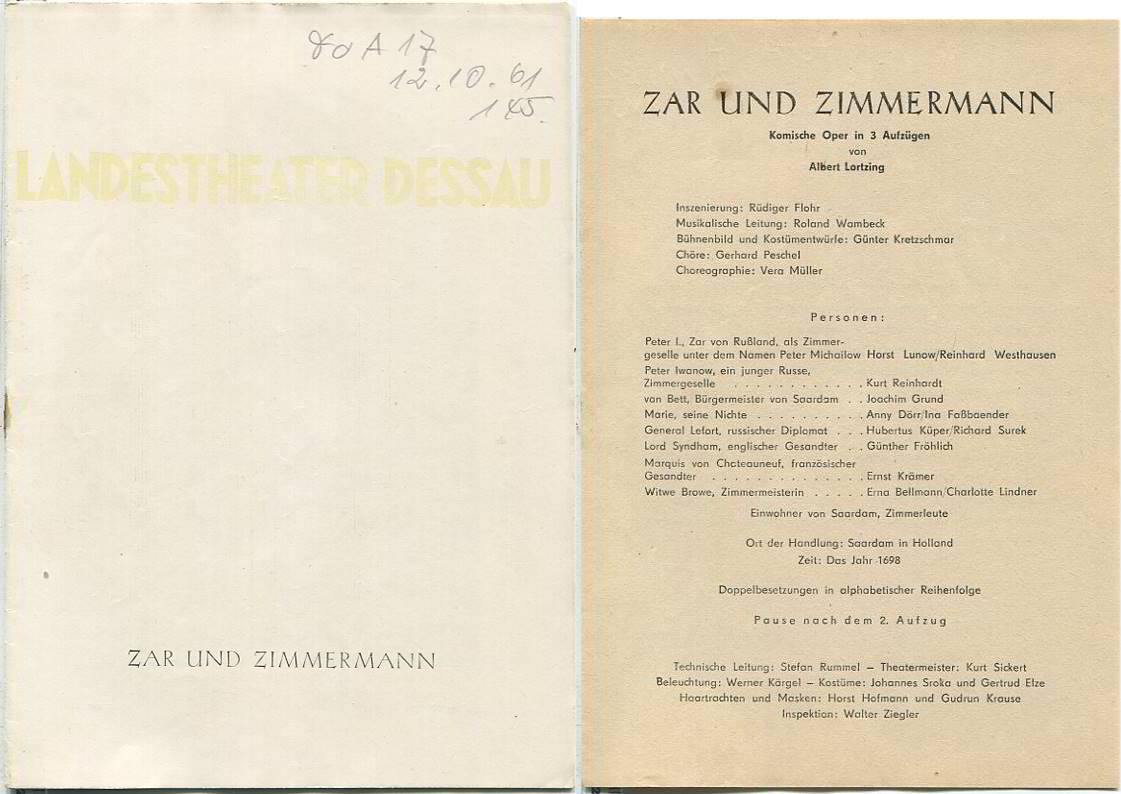 A 17
12.10.61
145.
LANDESTHEATER DESSAU
ZAR UND ZIMMERMANN
ZAR UND ZIMMERMANN
Komische Oper in 3 Aufzügen
von
Albert Lortzing
Inszenierung: Rüdiger Flohr
Musikalische Leitung: Roland Wambeck
Bühnenbild und Kostümentwürfe: Günter Kretzschmar
Chöre: Gerhard Peschel
Choreographie: Vera Müller
Personen:
Peter I., Zar von Rußland, als Zimmer-
geselle unter dem Namen Peter Michailow Horst Lunow/Reinhard Westhausen
Peter Iwanow, ein junger Russe,
Zimmergeselle . . . . . . . . . . . . Kurt Reinhardt
van Bett, Bürgermeister von Saardam . . Joachim Grund
Marie, seine Nichte . . . . . . . . . . Anny Dörr/Ina Faßbaender
General Lefort, russischer Diplomat . . . Hubertus Küper/Richard Surek
Lord Syndham, englischer Gesandter . . Günther Fröhlich
Marquis von Chateauneuf, französischer
Gesandter . . . . . . . . . . . . . . Ernst Krämer
Witwe Browe, Zimmermeisterin . . . . . Erna Bellmann/Charlotte Lindner
Einwohner von Saardam, Zimmerleute
Ort der Handlung: Saardam in Holland
Zeit: Das Jahr 1698
Doppelbesetzungen in alphabetischer Reihenfolge
Pause nach dem 2. Aufzug
Technische Leitung: Stefan Rummel – Theatermeister: Kurt Sickert
Beleuchtung: Werner Kärgel – Kostüme: Johannes Sroka und Gertrud Elze
Haartrachten und Masken: Horst Hofmann und Gudrun Krause
Inspektion: Walter Ziegler